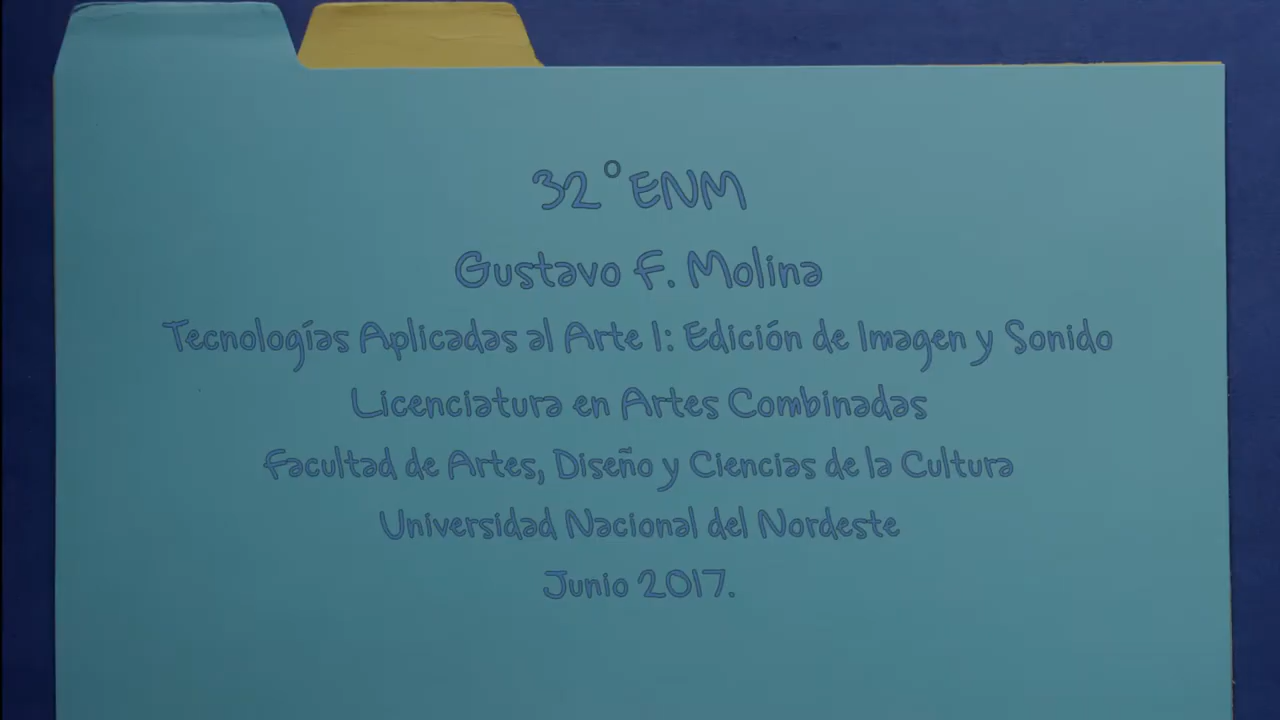 32°ENM
Gustavo F. Molina
Tecnologías Aplicadas al Arte I: Edición de Imagen y Sonido
Licenciatura en Artes Combinadas
Facultad de Artes, Diseño y Ciencias de la Cultura
Universidad Nacional del Nordeste
Junio 2017.